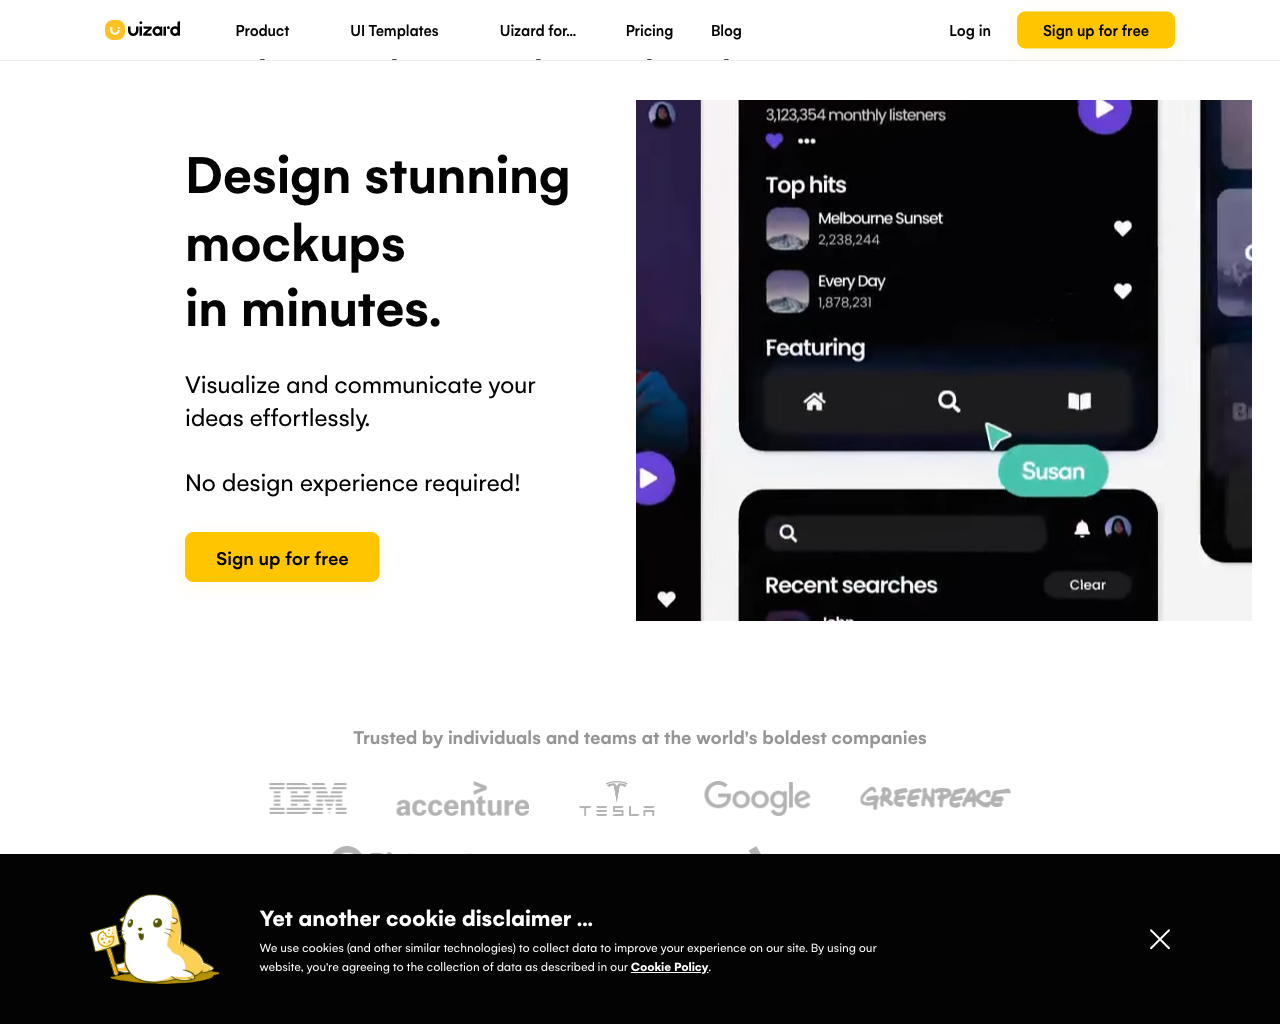 uizard
Product
UI Templates
Uizard for...
Pricing
Blog
Log in
Sign up for free
Design stunning
mockups
in minutes.
Visualize and communicate your
ideas effortlessly.
No design experience required!
Sign up for free
3,123,354 monthly listeners
Top hits
Melbourne Sunset
2,238,244
Every Day
1,878,231
Featuring
Susan
Recent searches
Clear
Trusted by individuals and teams at the world's boldest companies
IBM
accenture
TESLA
Google
GREENPEACE
Yet another cookie disclaimer ...
We use cookies (and other similar technologies) to collect data to improve your experience on our site. By using our
website, you're agreeing to the collection of data as described in our Cookie Policy.